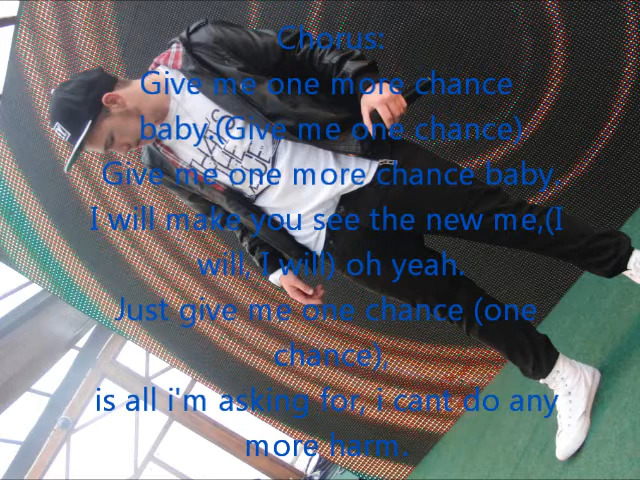 Chorus:
Give me one more chance
baby.(Give me one chance)
Give me one more chance baby,
I will make you see the new me,(I
will, I will) oh yeah.
Just give me one chance (one
chance),
is all i'm asking for, i cant do any
more harm.